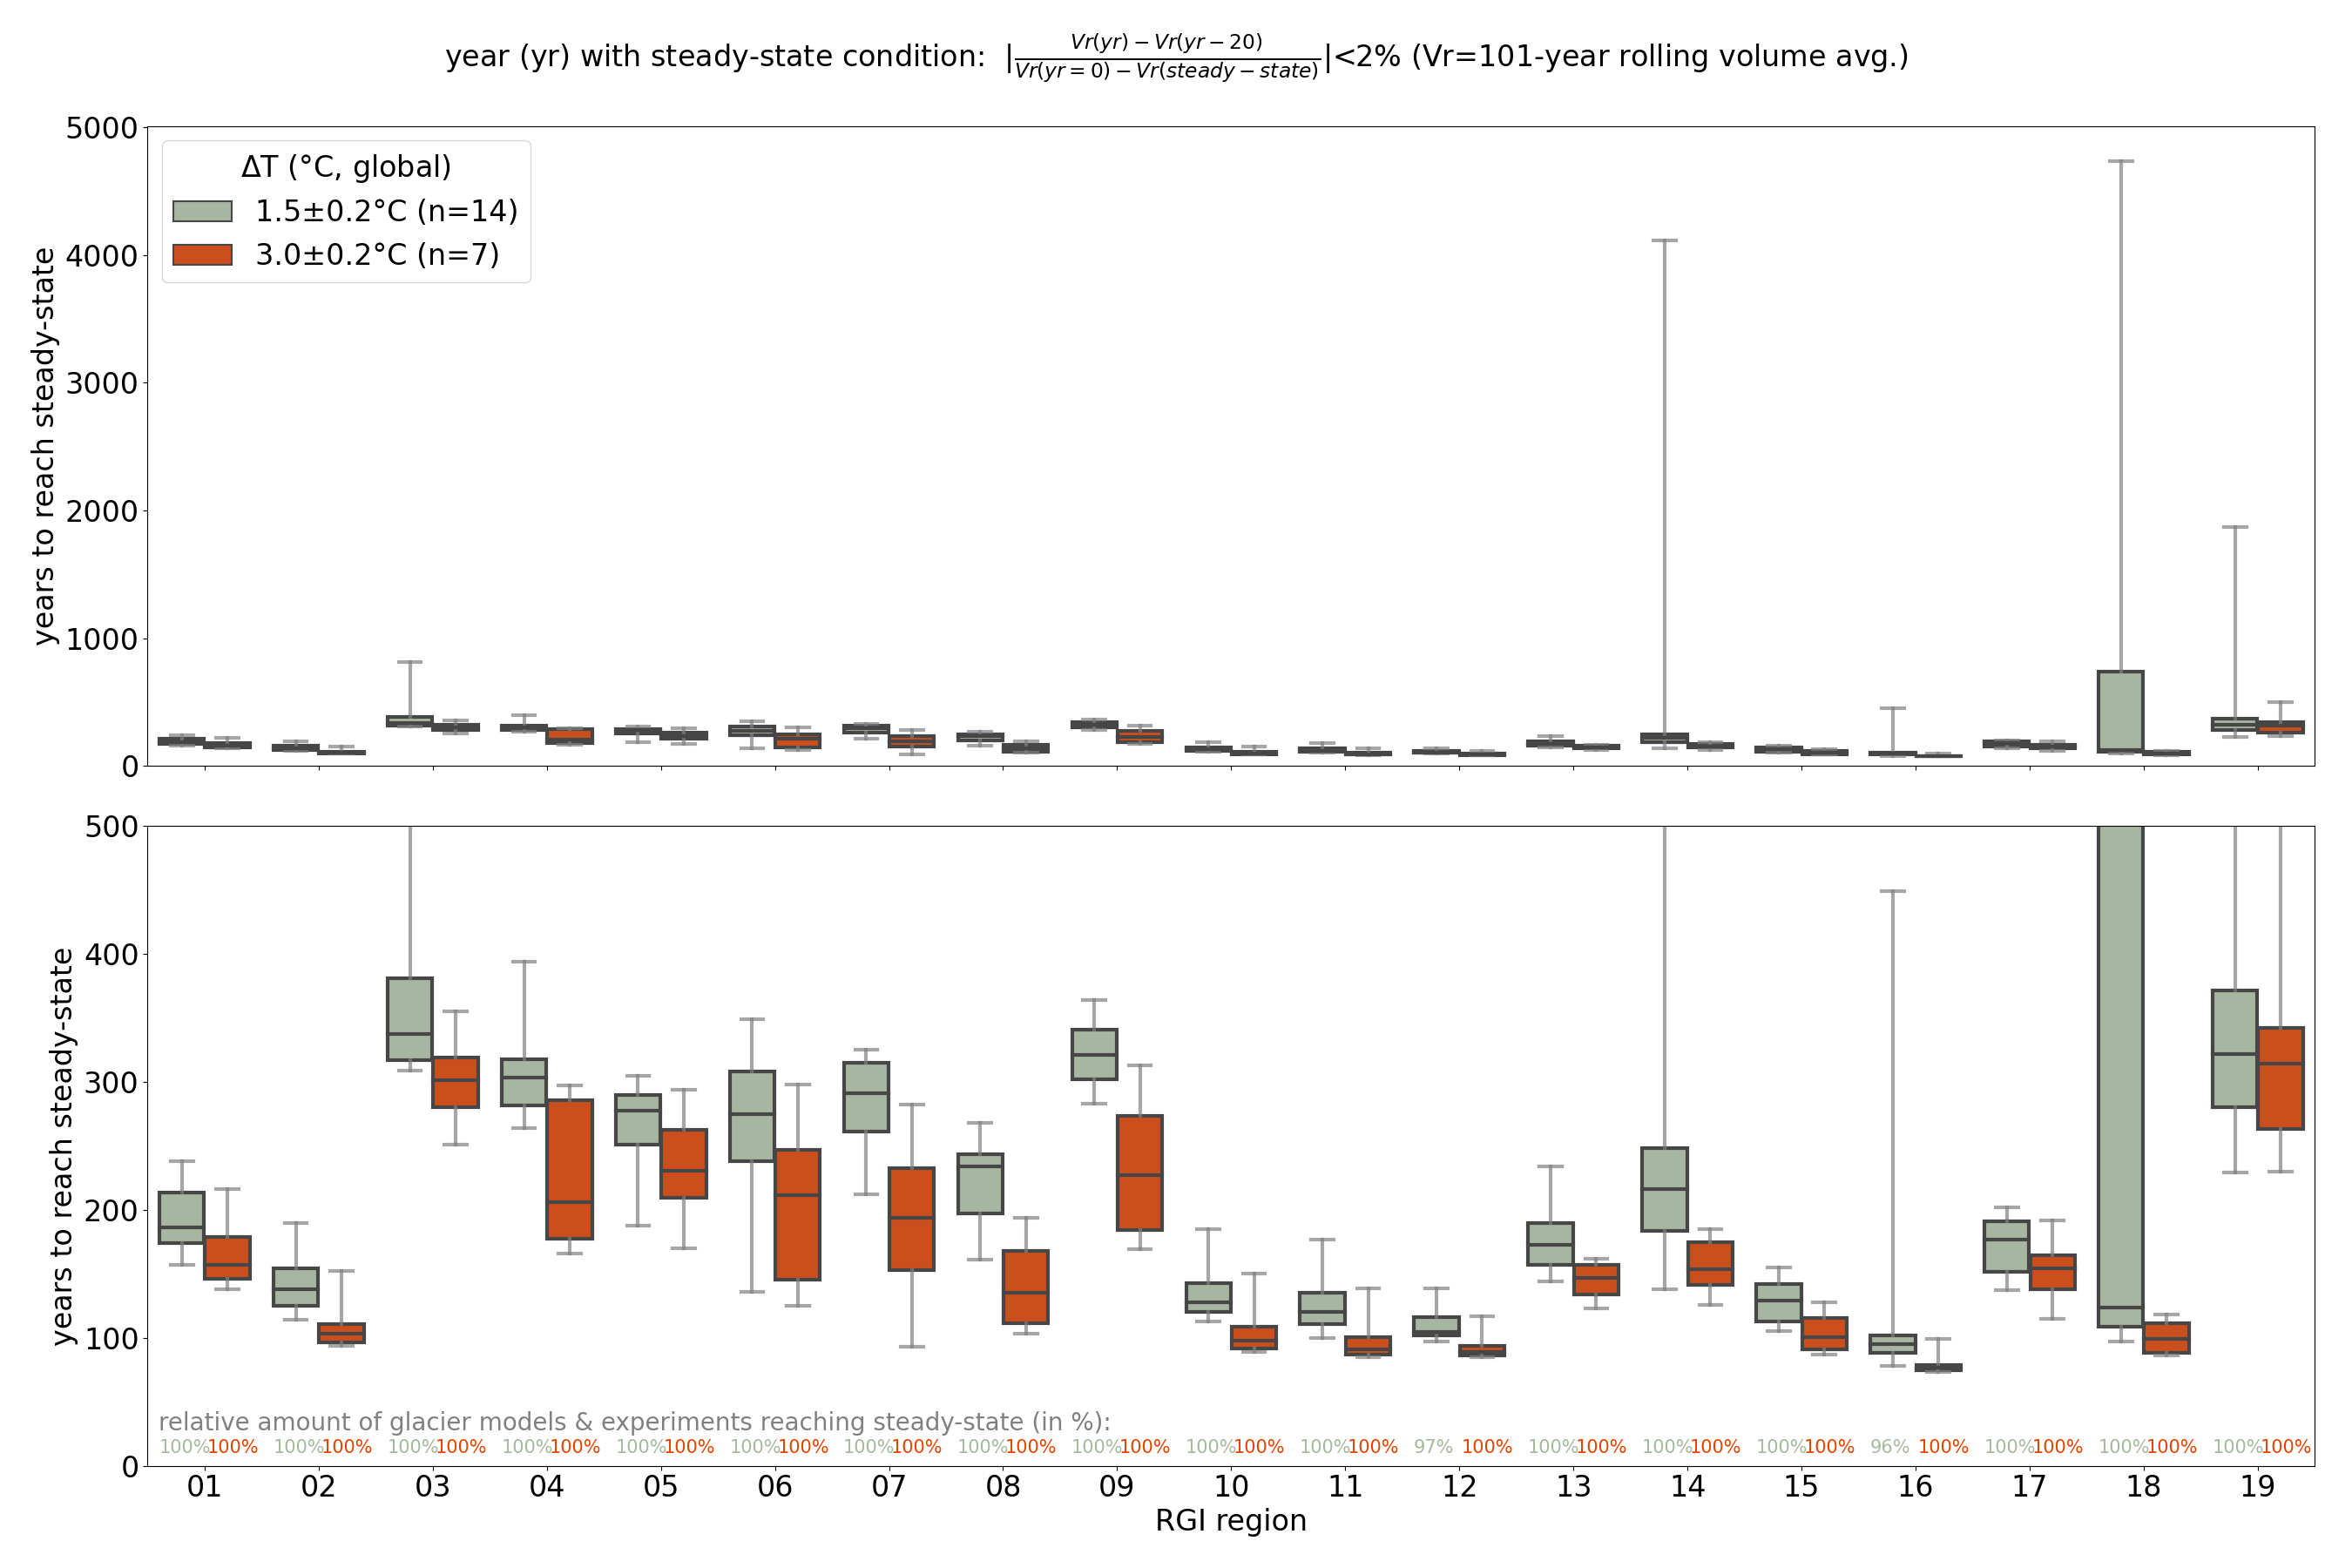 year (yr) with steady-state condition: |\frac{Vr(yr) − Vr(yr − 20)}{Vr(yr = 0) − Vr(steady − state)}|<2% (Vr=101-year rolling volume avg.)
5000
4000
3000
2000
1000
0
years to reach steady-state
ΔT (°C, global)
1.5±0.2°C (n=14)
3.0±0.2°C (n=7)
500
400
300
200
100
0
years to reach steady-state
relative amount of glacier models & experiments reaching steady-state (in %):
100% 100% 100% 100% 100% 100% 100% 100% 100% 100% 100% 100% 100% 100% 100% 100% 100% 100% 100% 100% 100% 100% 97% 100% 100% 100% 100% 100% 100% 100% 96% 100% 100% 100% 100% 100% 100% 100%
01 02 03 04 05 06 07 08 09 10 11 12 13 14 15 16 17 18 19
RGI region